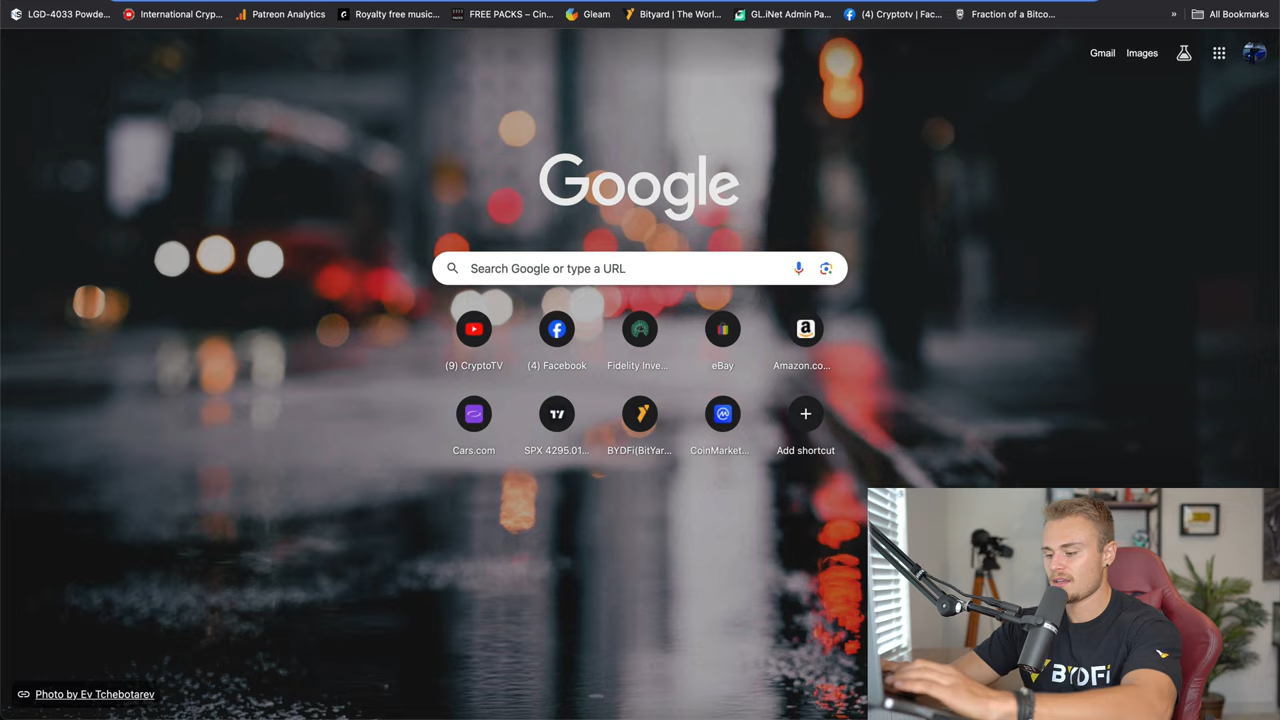 LGD-4033 Powde... International Cryp... Patreon Analytics Royalty free music... FREE PACKS – Cin... Gleam Bityard | The Worl... GL.iNet Admin Pa... (4) Cryptotv | Fac... Fraction of a Bitco... » All Bookmarks
Gmail Images
Google
Search Google or type a URL
(9) CryptoTV (4) Facebook Fidelity Inve... eBay Amazon.co...
Cars.com SPX 4295.01... BYDFi(BitYar... CoinMarket... Add shortcut
BYDFi
Photo by Ev Tchebotarev